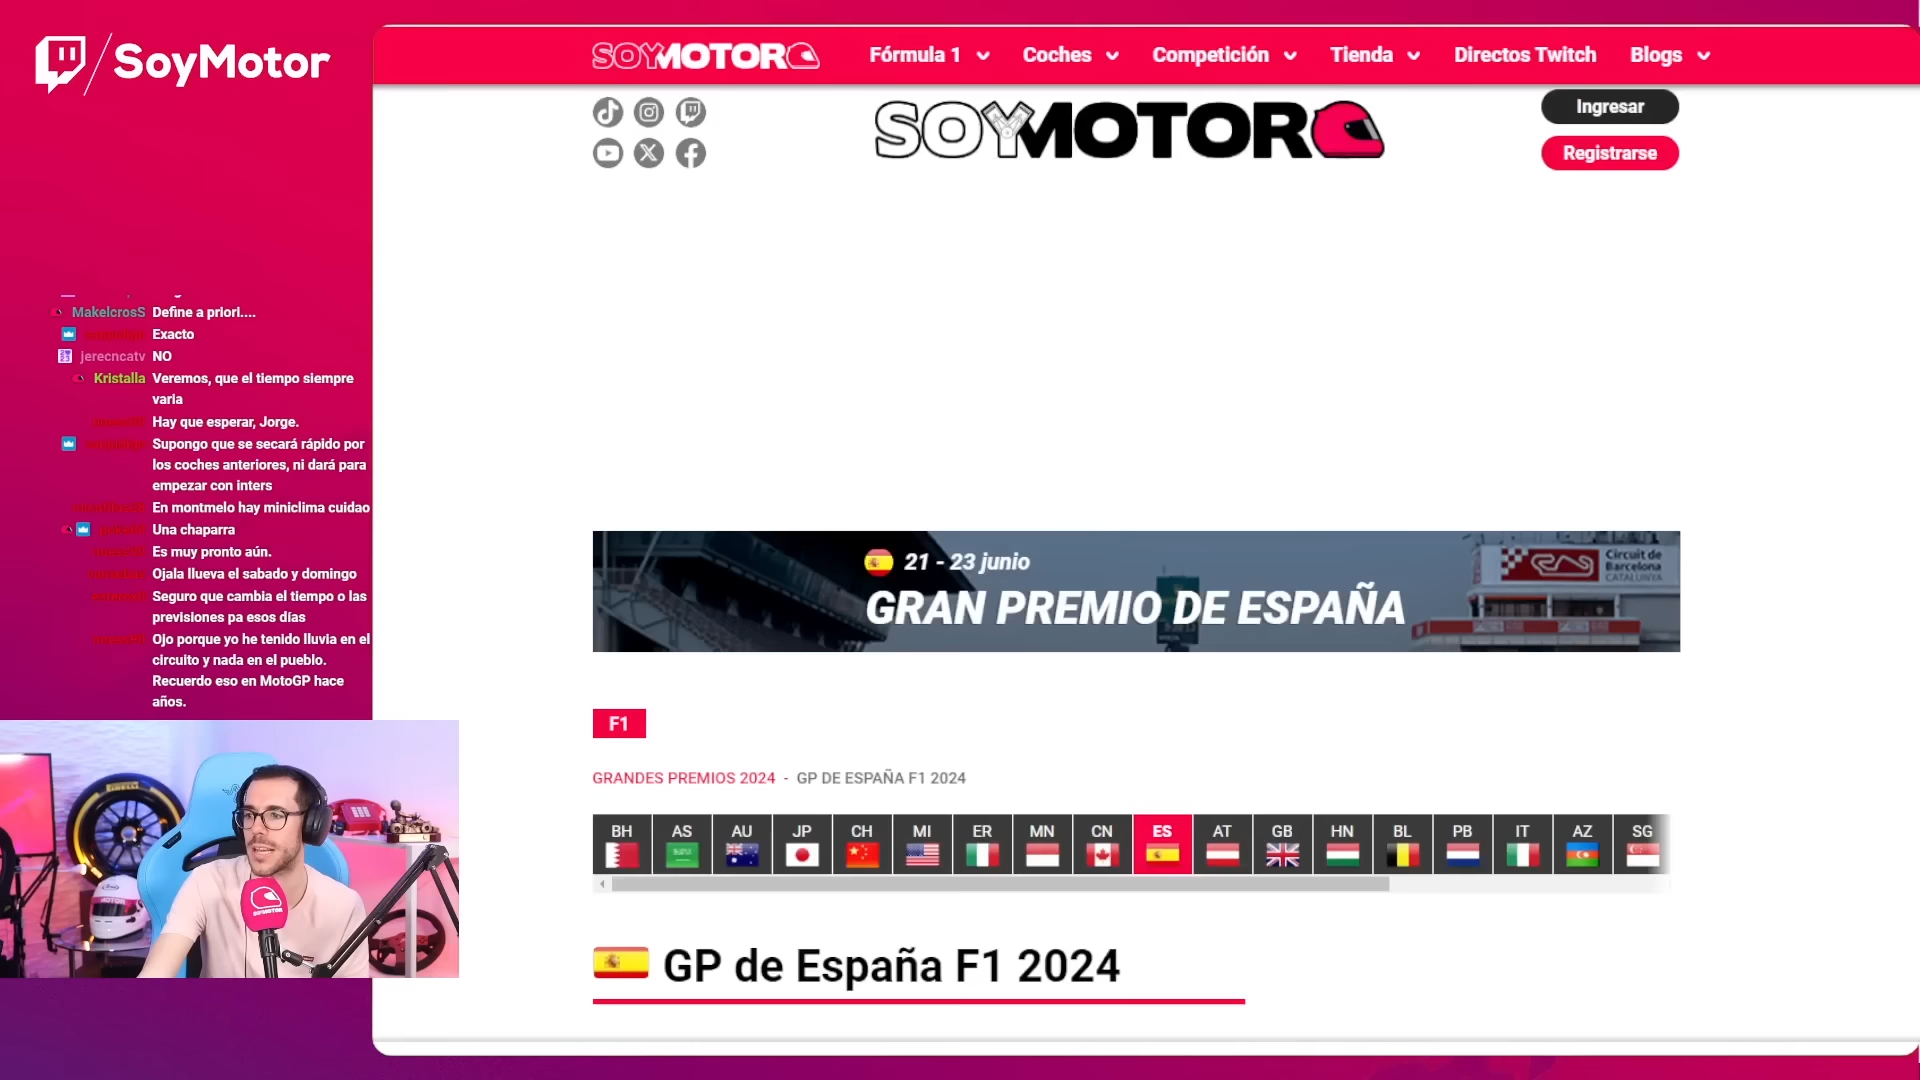 SoyMotor
SOYMOTOR
Fórmula 1
Coches
Competición
Tienda
Directos Twitch
Blogs
SOYMOTOR
Ingresar
Registrarse
MakelcrosS Define a priori....
Exacto
jerecncatv NO
Kristalla Veremos, que el tiempo siempre
varia
Hay que esperar, Jorge.
Supongo que se secará rápido por
los coches anteriores, ni dará para
empezar con inters
En montmelo hay miniclima cuidao
Una chaparra
Es muy pronto aún.
Ojala llueva el sabado y domingo
Seguro que cambia el tiempo o las
previsiones pa esos días
Ojo porque yo he tenido lluvia en el
circuito y nada en el pueblo.
Recuerdo eso en MotoGP hace
años.
21 - 23 junio
GRAN PREMIO DE ESPAÑA
Circuit de
Barcelona
CATALUNYA
F1
GRANDES PREMIOS 2024 - GP DE ESPAÑA F1 2024
BH AS AU JP CH MI ER MN CN ES AT GB HN BL PB IT AZ SG
GP de España F1 2024
PIRELLI
MOTOR
SOYMOTOR